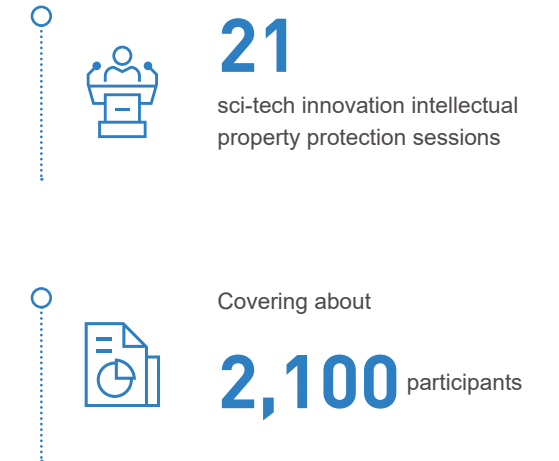 21
sci-tech innovation intellectual
property protection sessions
Covering about
2,100 participants